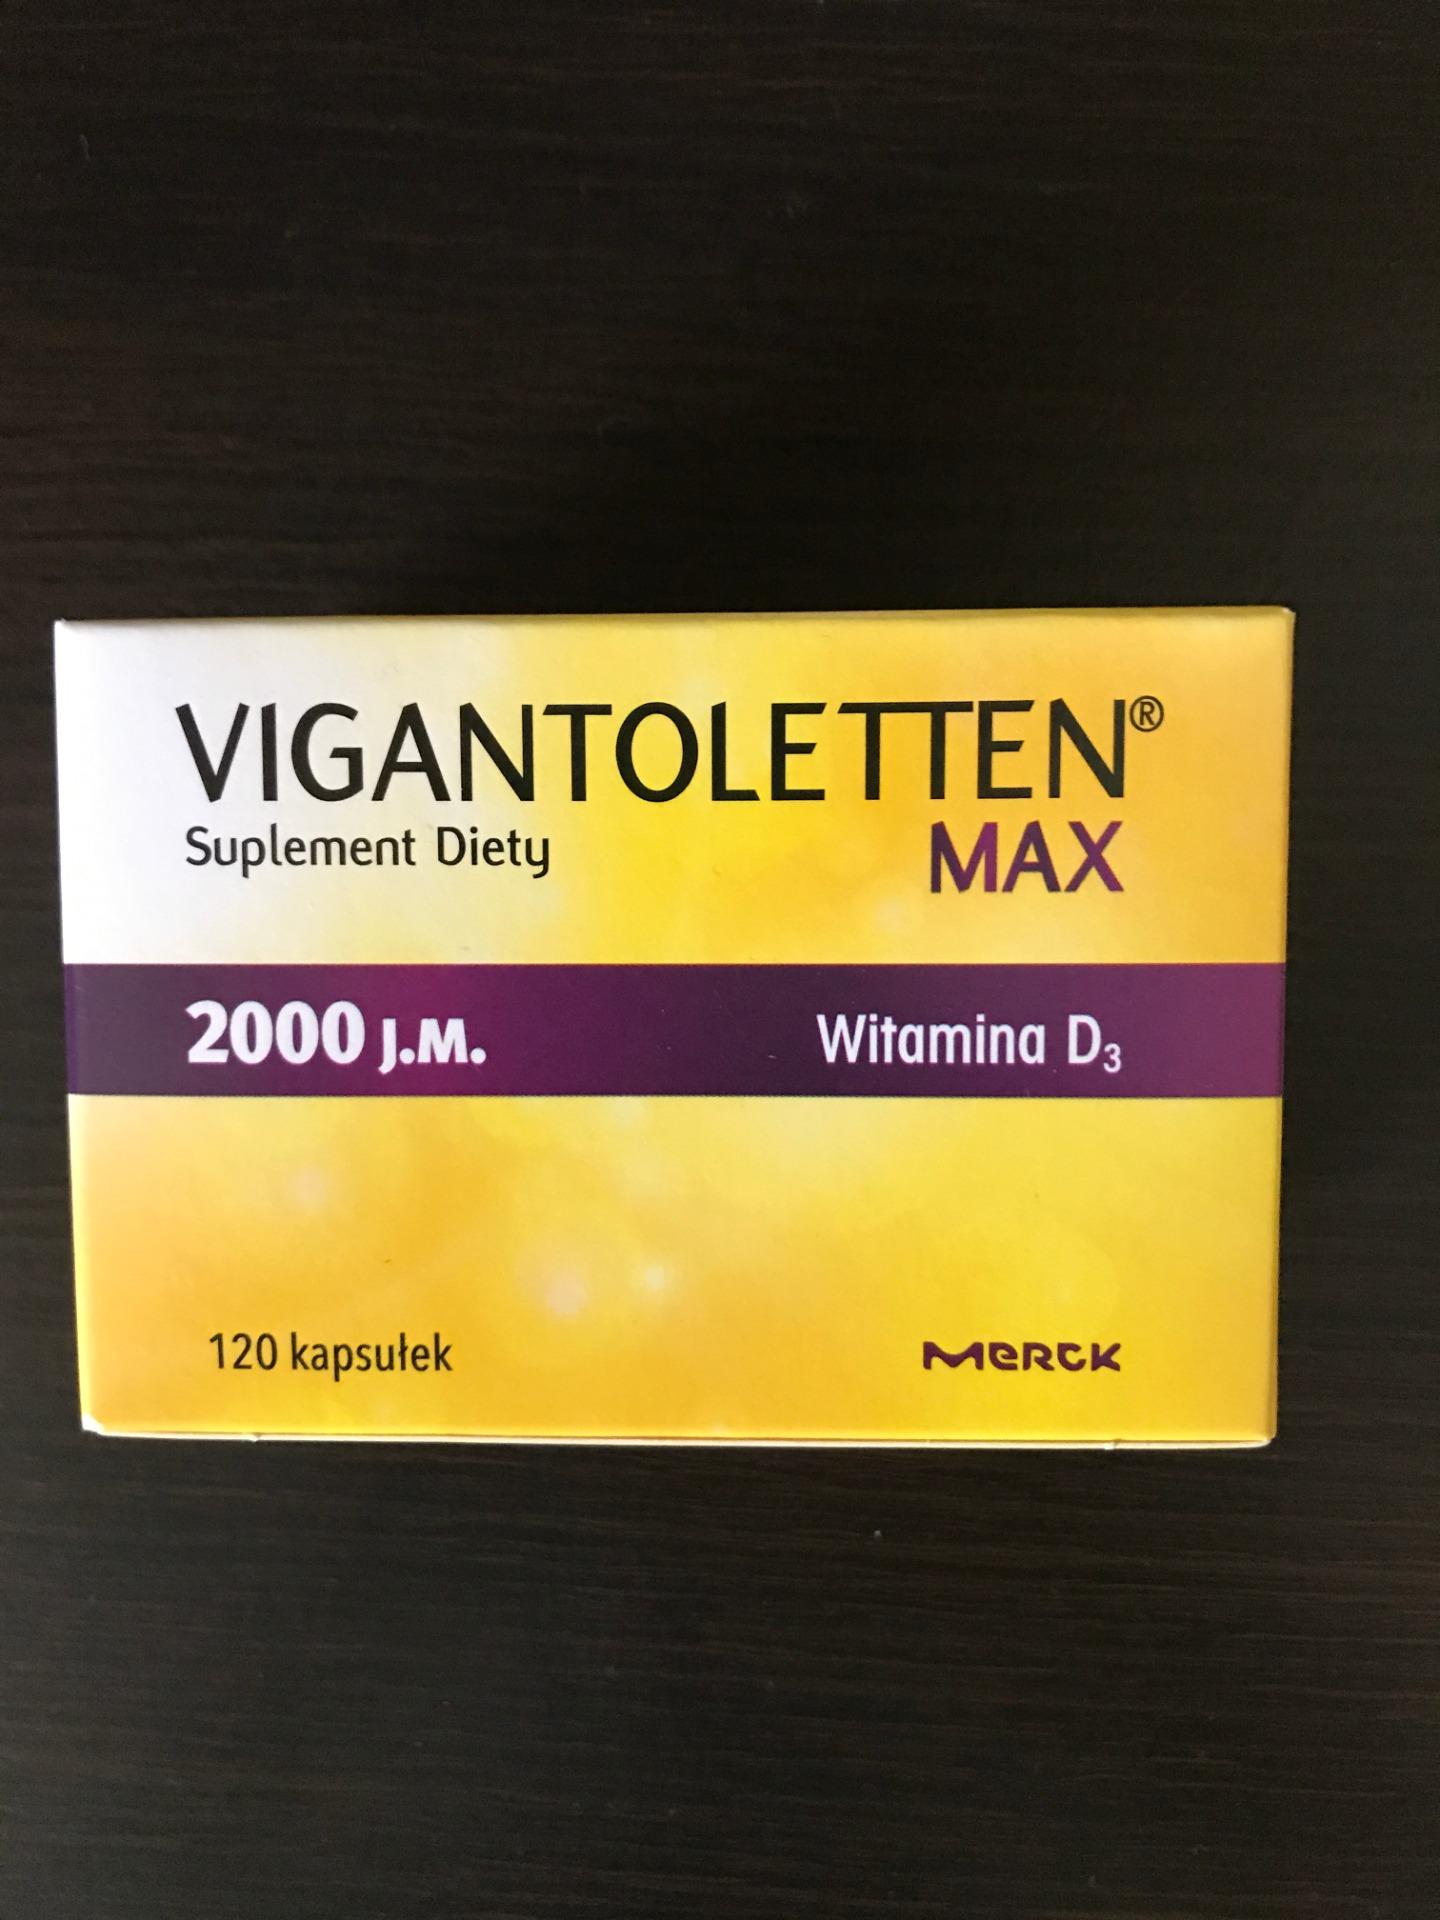 VIGANTOLETTEN®
Suplement Diety MAX
2000 J.M. Witamina D₃
120 kapsułek MERCK